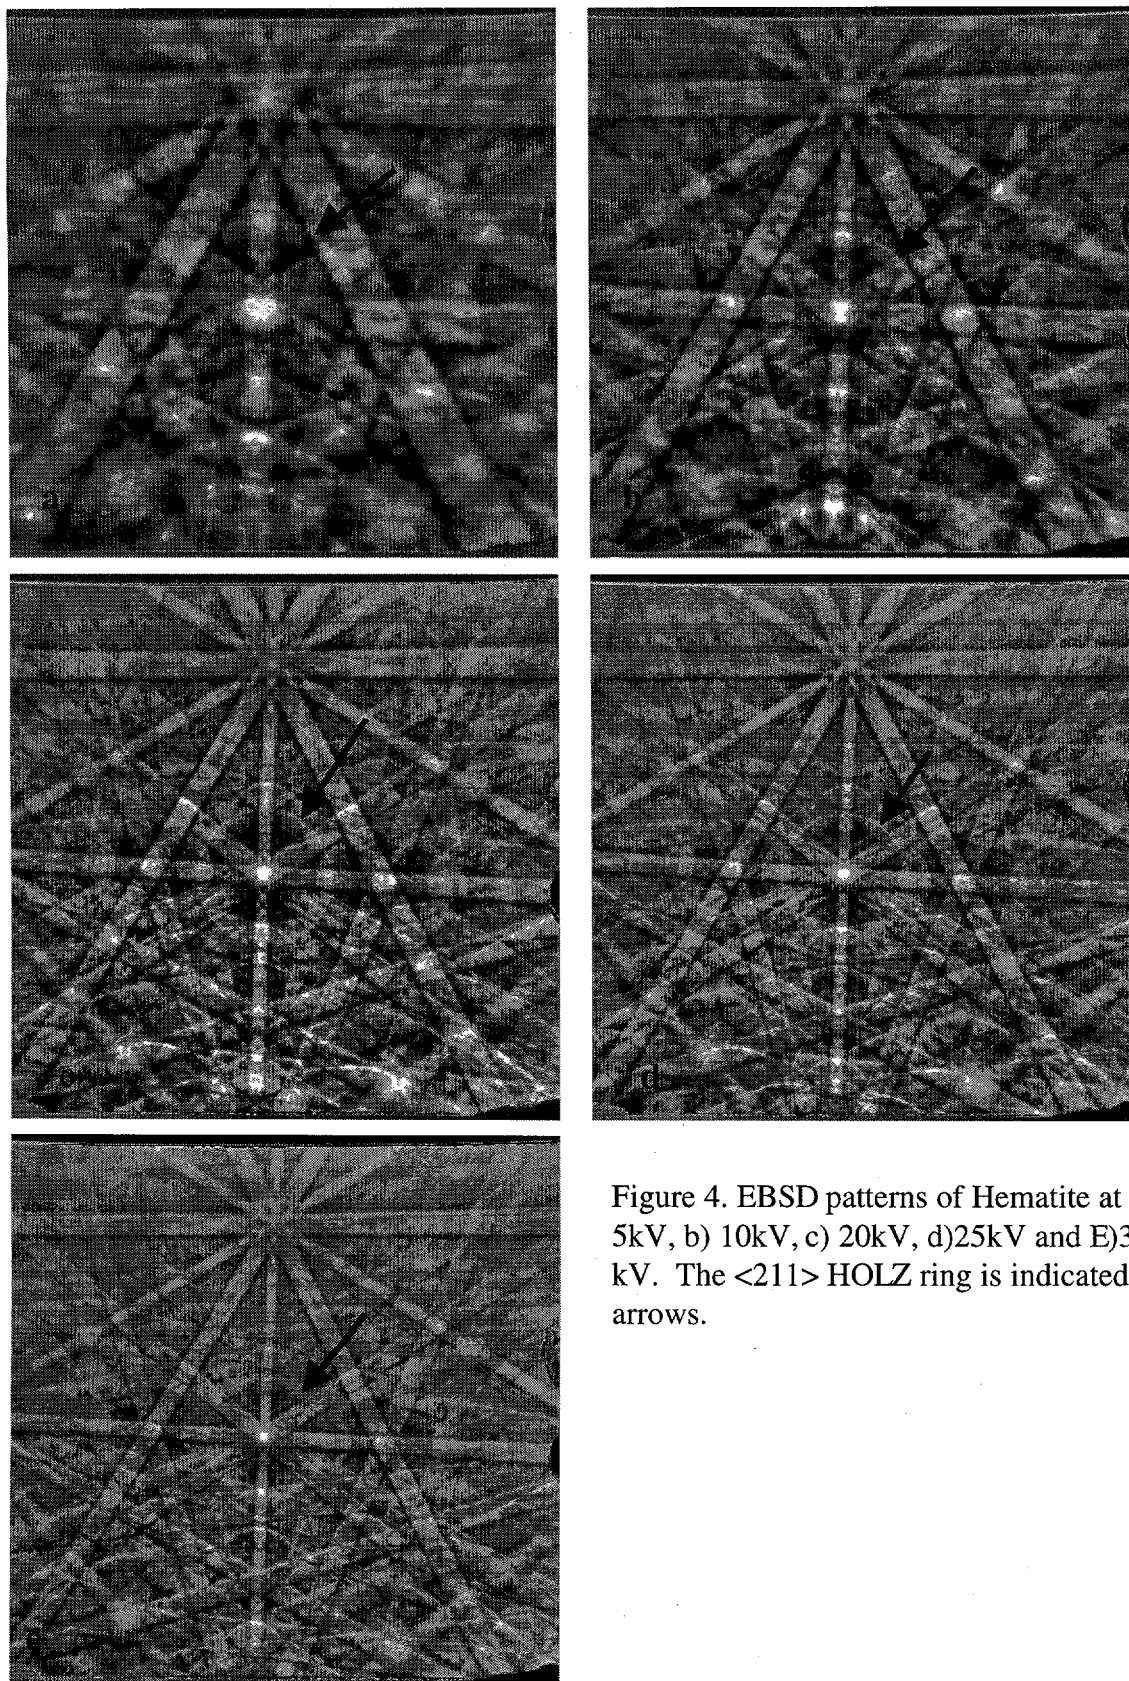 a
b
c
d
e
Figure 4. EBSD patterns of Hematite at
5kV, b) 10kV, c) 20kV, d)25kV and E)3
kV. The <211> HOLZ ring is indicated
arrows.